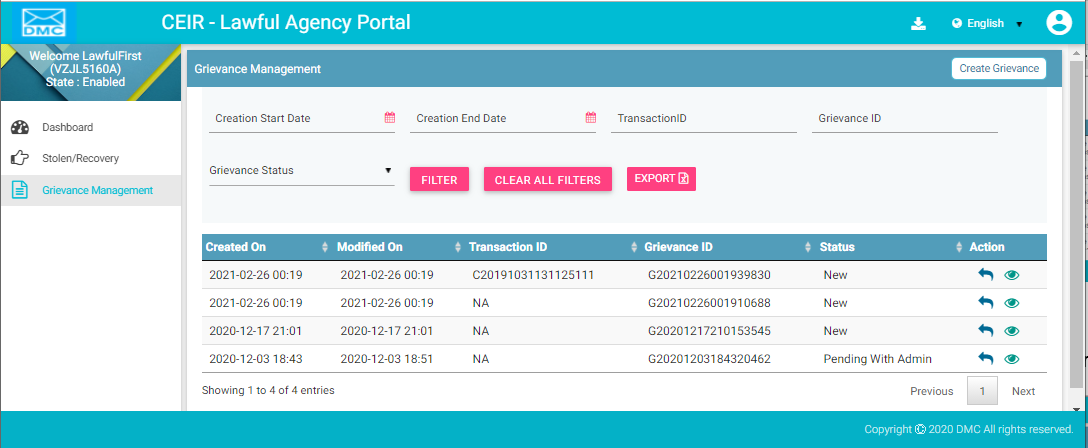 DMC
CEIR - Lawful Agency Portal
English
Welcome LawfulFirst
(VZJL5160A)
State : Enabled
Dashboard
Stolen/Recovery
Grievance Management
Grievance Management
Create Grievance
Creation Start Date
Creation End Date
TransactionID
Grievance ID
Grievance Status
FILTER
CLEAR ALL FILTERS
EXPORT
Created On Modified On Transaction ID Grievance ID Status Action
2021-02-26 00:19 2021-02-26 00:19 C20191031131125111 G20210226001939830 New
2021-02-26 00:19 2021-02-26 00:19 NA G20210226001910688 New
2020-12-17 21:01 2020-12-17 21:01 NA G20201217210153545 New
2020-12-03 18:43 2020-12-03 18:51 NA G20201203184320462 Pending With Admin
Showing 1 to 4 of 4 entries
Previous 1 Next
Copyright © 2020 DMC All rights reserved.